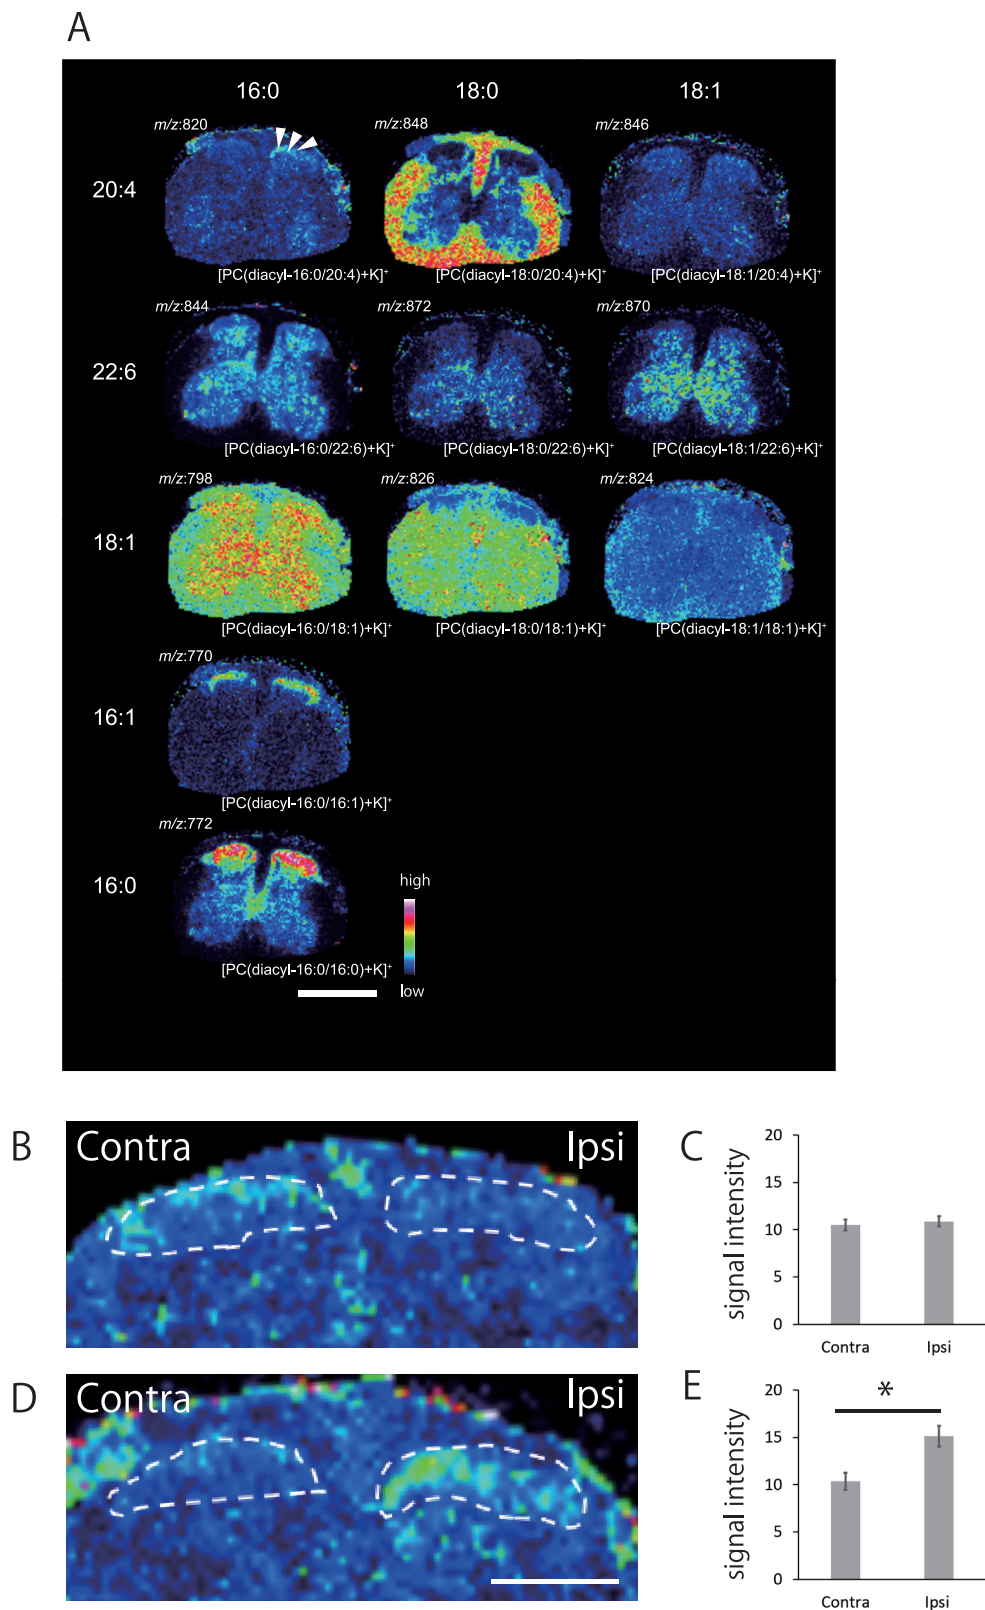 A
16:0 18:0 18:1
m/z:820 m/z:848 m/z:846
20:4
[PC(diacyl-16:0/20:4)+K]⁺ [PC(diacyl-18:0/20:4)+K]⁺ [PC(diacyl-18:1/20:4)+K]⁺
m/z:844 m/z:872 m/z:870
22:6
[PC(diacyl-16:0/22:6)+K]⁺ [PC(diacyl-18:0/22:6)+K]⁺ [PC(diacyl-18:1/22:6)+K]⁺
m/z:798 m/z:826 m/z:824
18:1
[PC(diacyl-16:0/18:1)+K]⁺ [PC(diacyl-18:0/18:1)+K]⁺ [PC(diacyl-18:1/18:1)+K]⁺
m/z:770
16:1
[PC(diacyl-16:0/16:1)+K]⁺
m/z:772
16:0
high
[PC(diacyl-16:0/16:0)+K]⁺
low
B
Contra Ipsi
C
signal intensity
20
15
10
5
0
Contra Ipsi
D
Contra Ipsi
E
signal intensity
20
15
10
5
0
*
Contra Ipsi